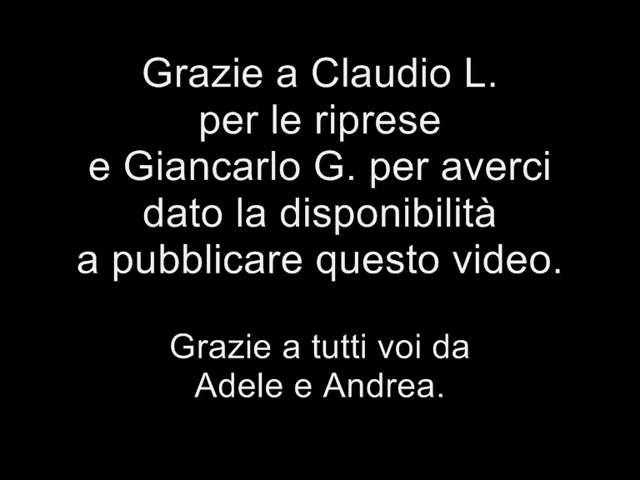 Grazie a Claudio L.
per le riprese
e Giancarlo G. per averci
dato la disponibilità
a pubblicare questo video.
Grazie a tutti voi da
Adele e Andrea.